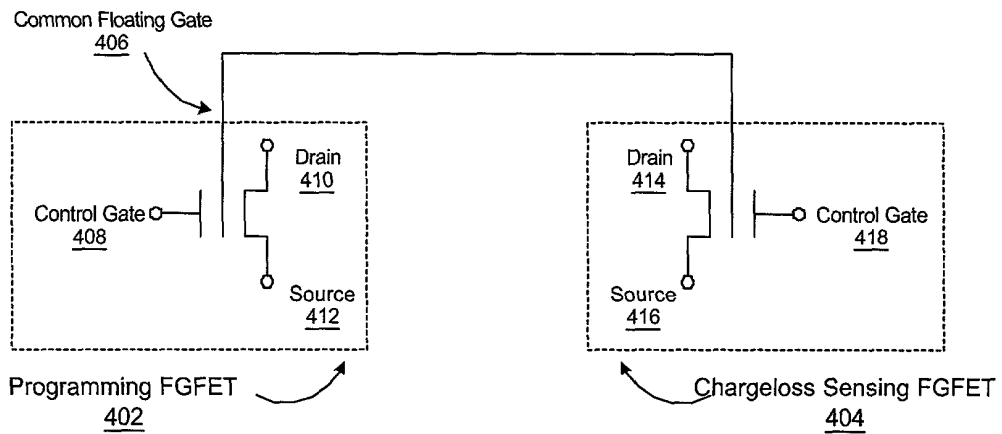 Common Floating Gate
406
Drain
410
Control Gate
408
Source
412
Drain
414
Control Gate
418
Source
416
Programming FGFET
402
Chargeloss Sensing FGFET
404